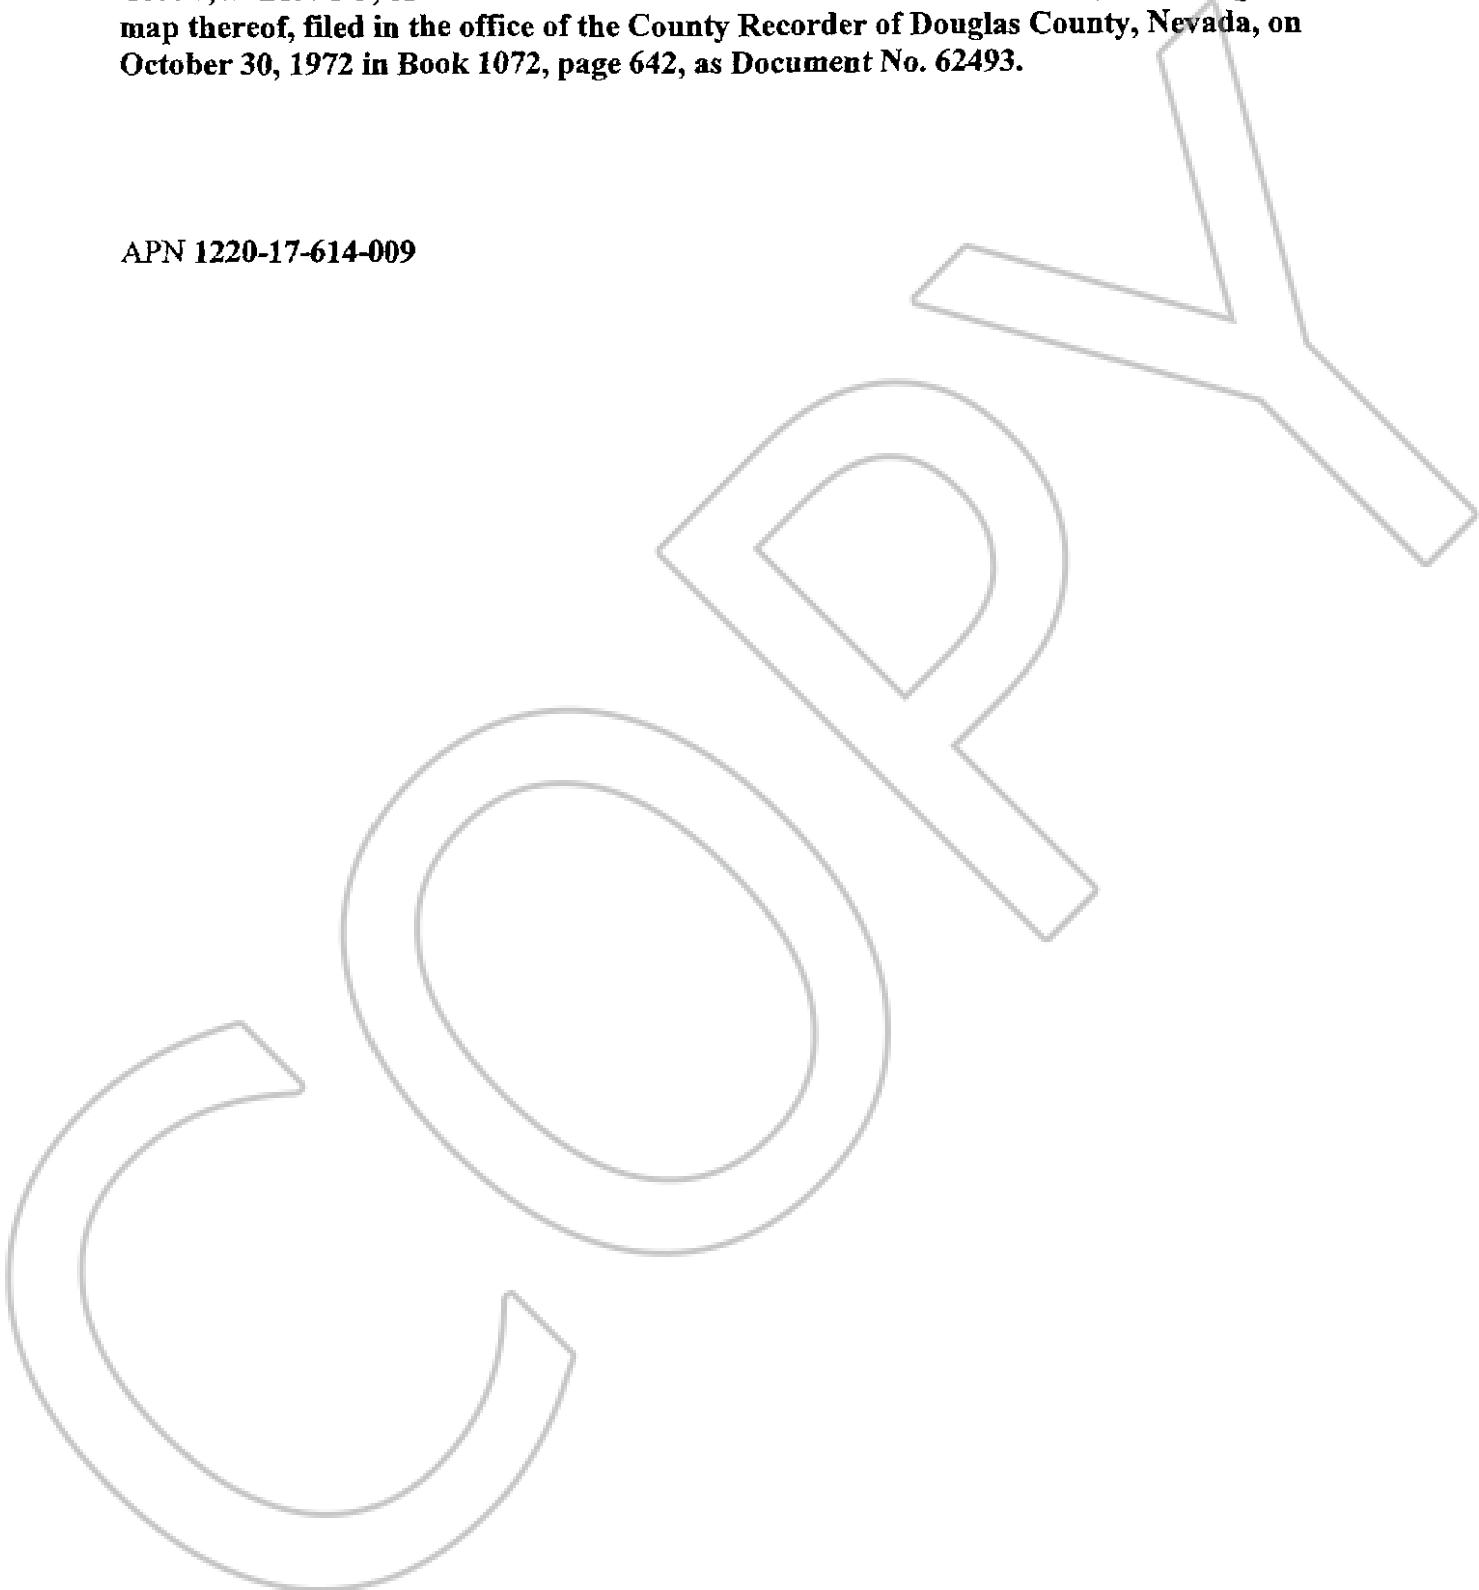 map thereof, filed in the office of the County Recorder of Douglas County, Nevada, on
October 30, 1972 in Book 1072, page 642, as Document No. 62493.
APN 1220-17-614-009
COPY